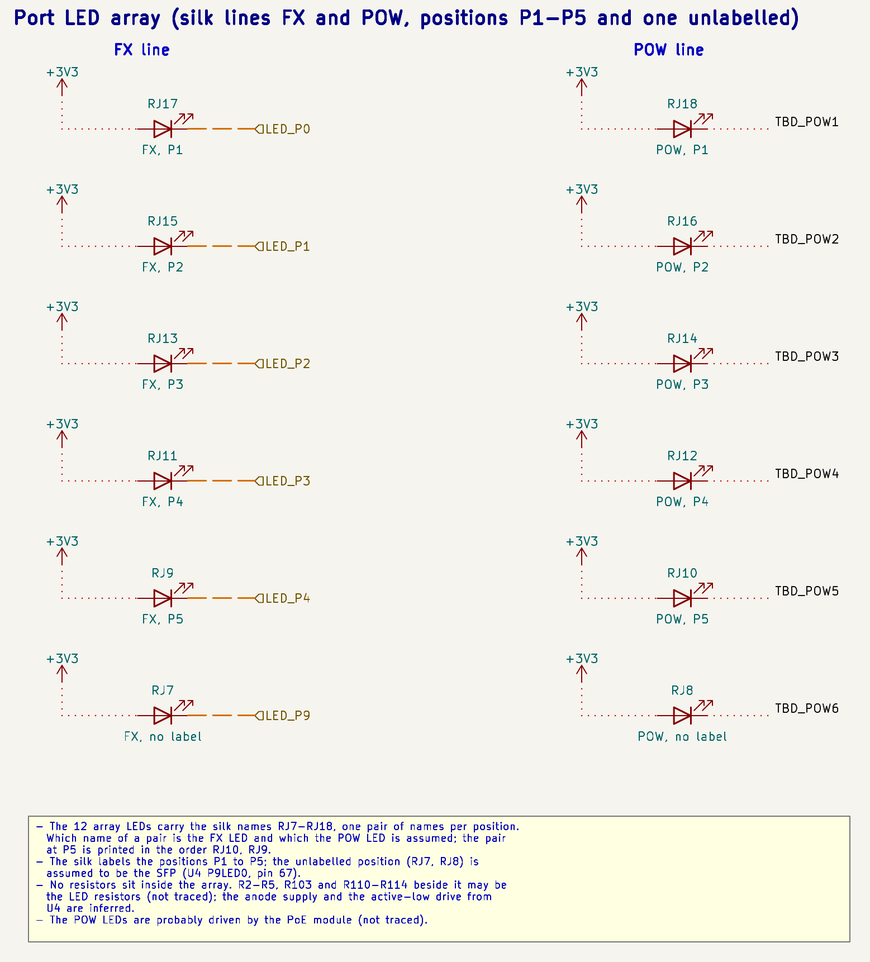 Port LED array (silk lines FX and POW, positions P1-P5 and one unlabelled)
FX line
POW line
+3V3
RJ17
LED_P0
FX, P1
+3V3
RJ18
TBD_POW1
POW, P1
+3V3
RJ15
LED_P1
FX, P2
+3V3
RJ16
TBD_POW2
POW, P2
+3V3
RJ13
LED_P2
FX, P3
+3V3
RJ14
TBD_POW3
POW, P3
+3V3
RJ11
LED_P3
FX, P4
+3V3
RJ12
TBD_POW4
POW, P4
+3V3
RJ9
LED_P4
FX, P5
+3V3
RJ10
TBD_POW5
POW, P5
+3V3
RJ7
LED_P9
FX, no label
+3V3
RJ8
TBD_POW6
POW, no label
- The 12 array LEDs carry the silk names RJ7-RJ18, one pair of names per position.
Which name of a pair is the FX LED and which the POW LED is assumed; the pair
at P5 is printed in the order RJ10, RJ9.
- The silk labels the positions P1 to P5; the unlabelled position (RJ7, RJ8) is
assumed to be the SFP (U4 P9LED0, pin 67).
- No resistors sit inside the array. R2-R5, R103 and R110-R114 beside it may be
the LED resistors (not traced); the anode supply and the active-low drive from
U4 are inferred.
- The POW LEDs are probably driven by the PoE module (not traced).